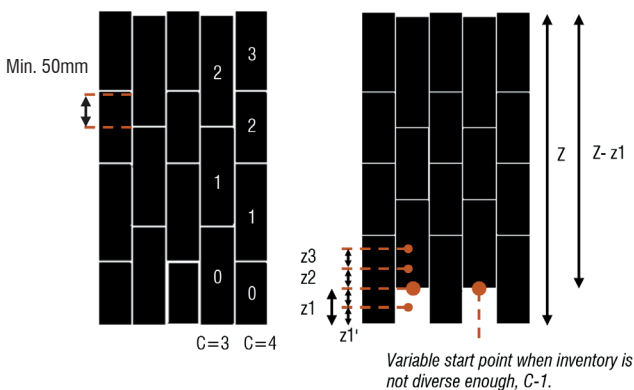 Min. 50mm
3
2
2
1
1
0
0
C=3 C=4
Z
Z- z1
z3
z2
z1
z1'
Variable start point when inventory is
not diverse enough, C-1.